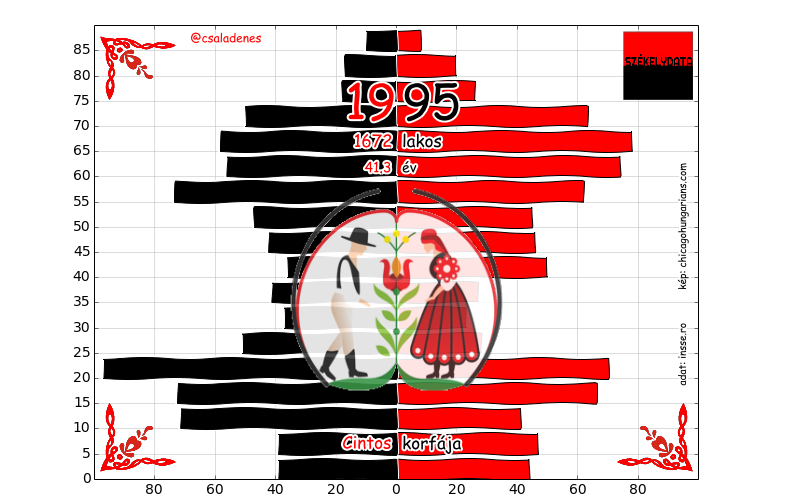 @csaladenes
SZÉKELYDATA
1995
1672 lakos
41,3 év
kép: chicagohungarians.com
adat: insse.ro
Cintos korfája
85
80
75
70
65
60
55
50
45
40
35
30
25
20
15
10
5
0
80 60 40 20 0 20 40 60 80